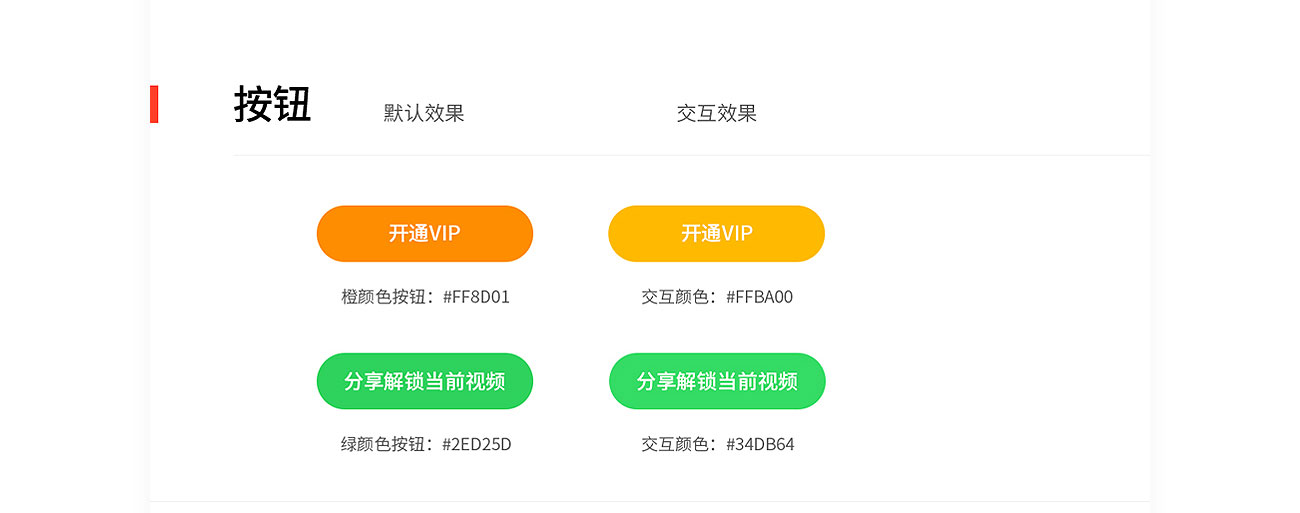 按钮 默认效果 交互效果
开通VIP 开通VIP
橙颜色按钮：#FF8D01 交互颜色：#FFBA00
分享解锁当前视频 分享解锁当前视频
绿颜色按钮：#2ED25D 交互颜色：#34DB64